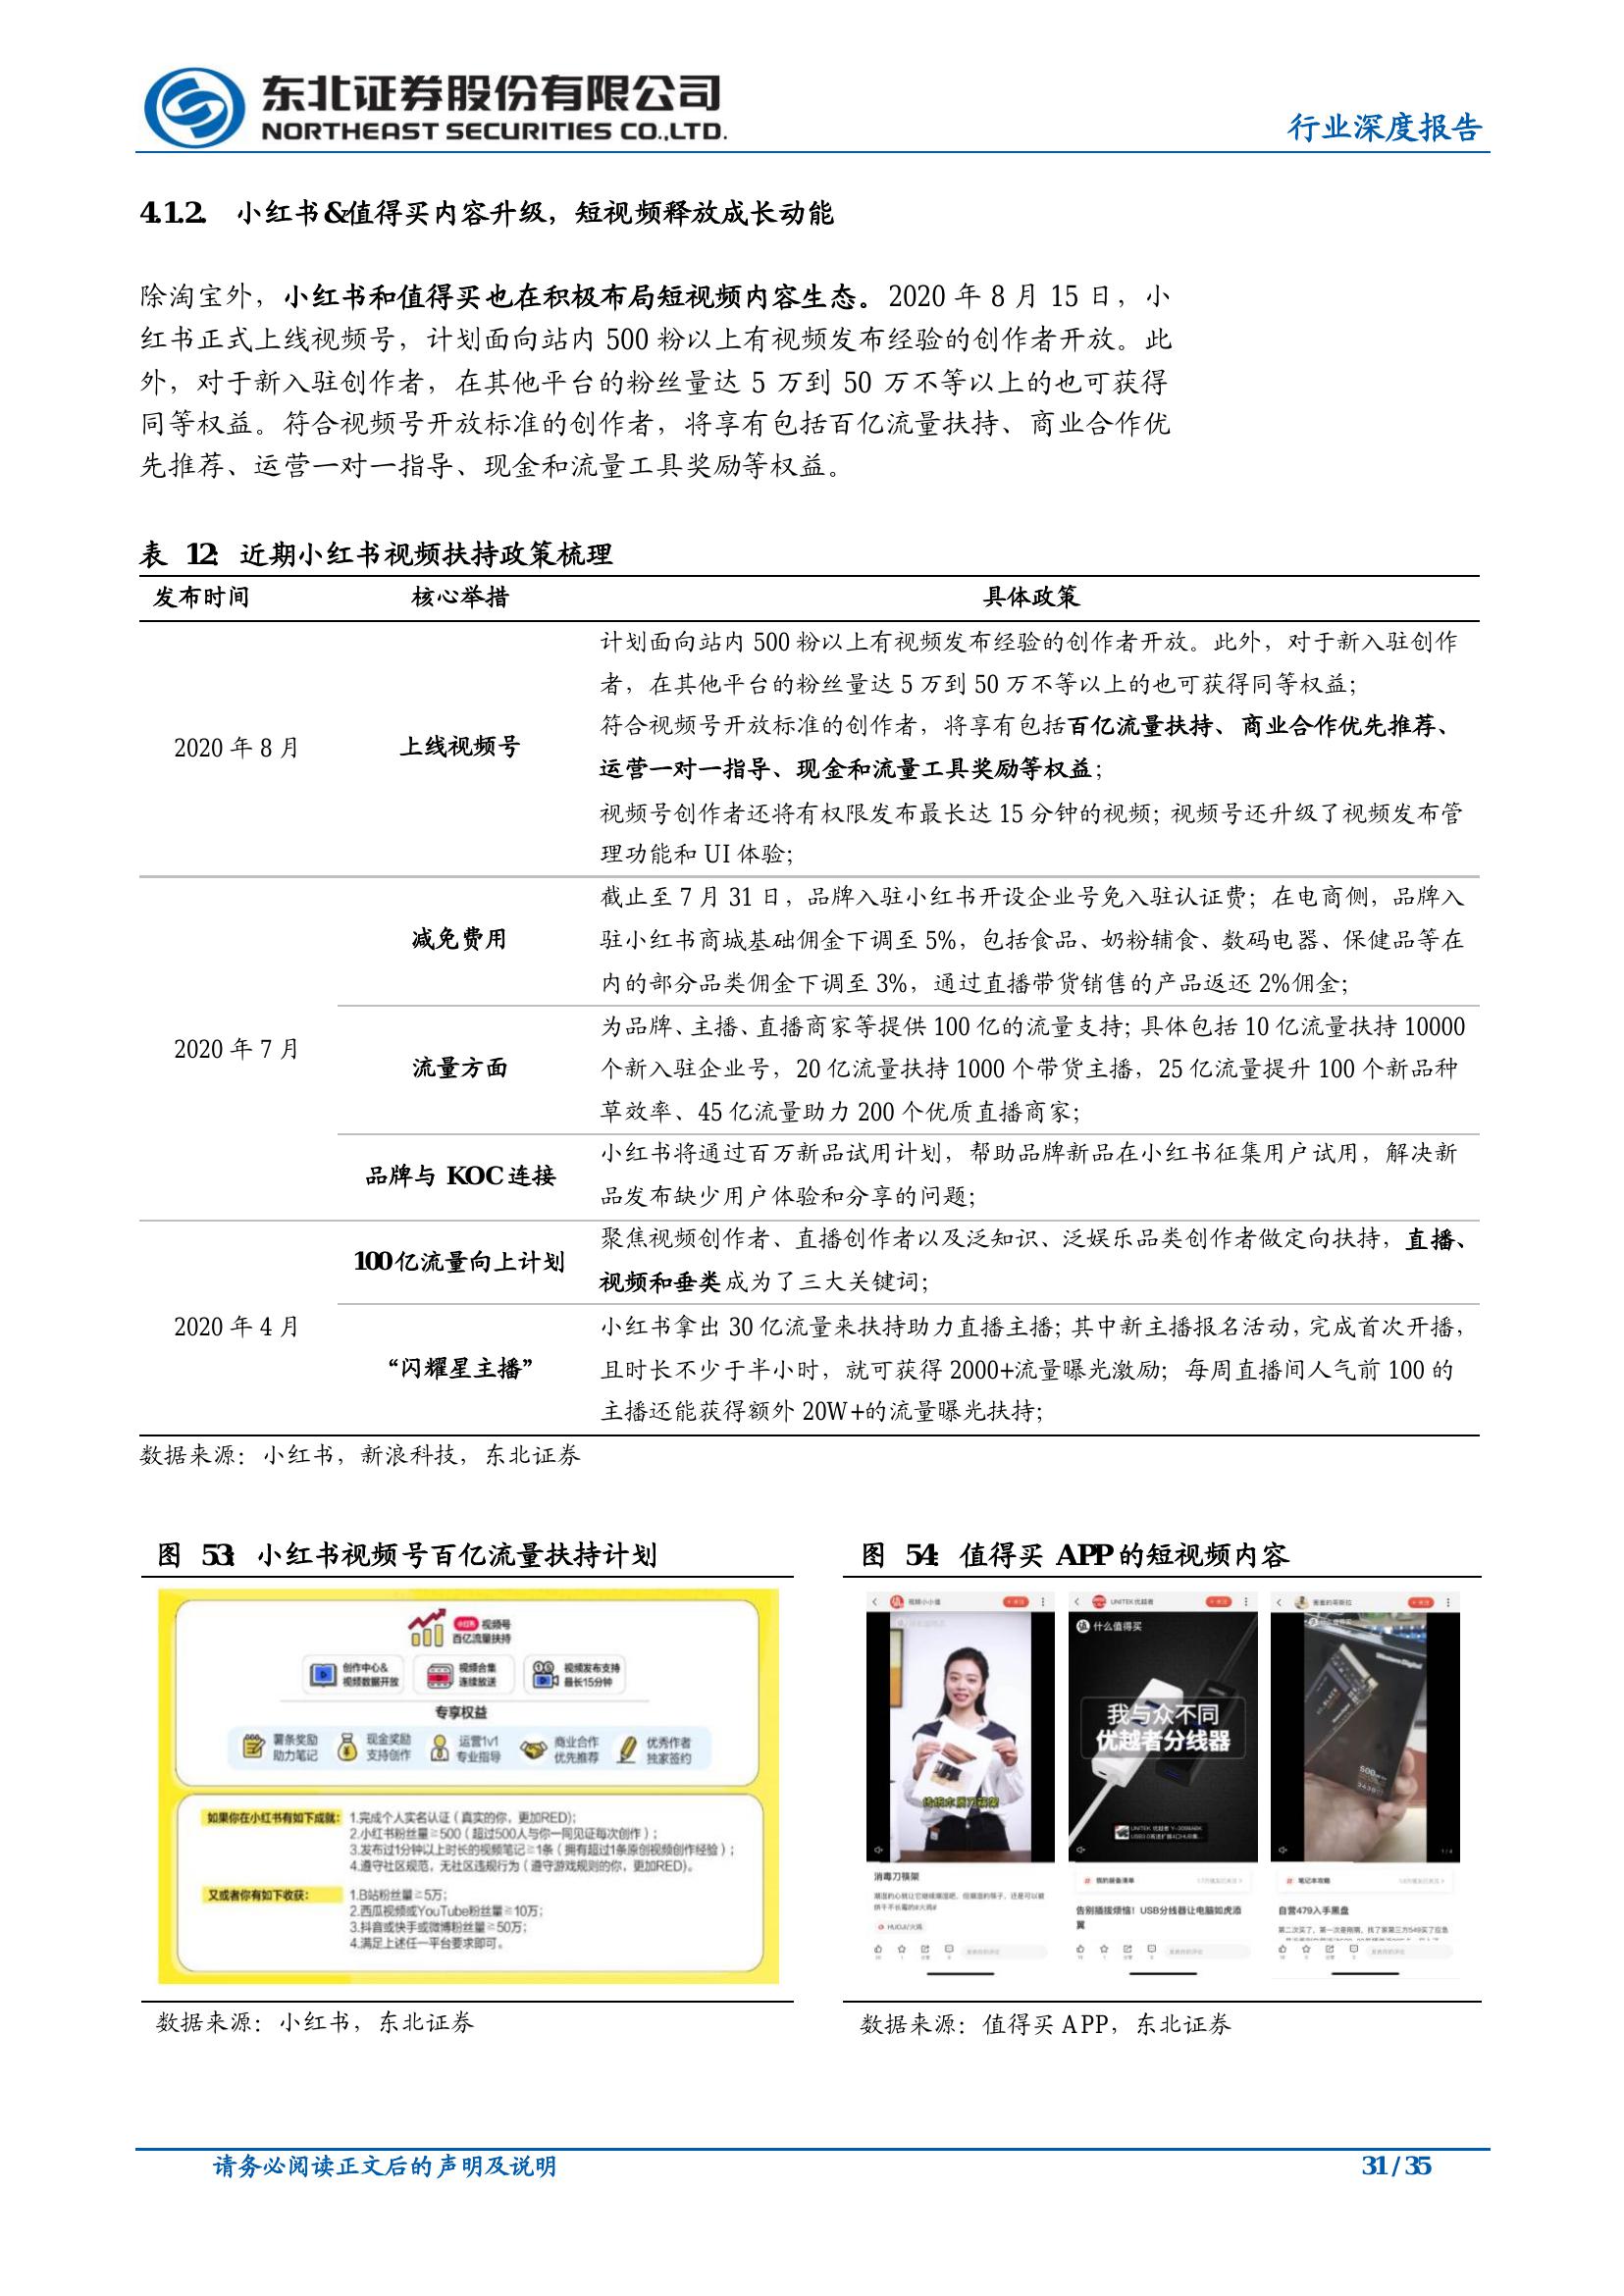 东北证券股份有限公司
NORTHEAST SECURITIES CO.,LTD.
行业深度报告
4.1.2. 小红书&值得买内容升级，短视频释放成长动能
除淘宝外，小红书和值得买也在积极布局短视频内容生态。2020 年 8 月 15 日，小
红书正式上线视频号，计划面向站内 500 粉以上有视频发布经验的创作者开放。此
外，对于新入驻创作者，在其他平台的粉丝量达 5 万到 50 万不等以上的也可获得
同等权益。符合视频号开放标准的创作者，将享有包括百亿流量扶持、商业合作优
先推荐、运营一对一指导、现金和流量工具奖励等权益。
表 12：近期小红书视频扶持政策梳理
发布时间 核心举措 具体政策
计划面向站内 500 粉以上有视频发布经验的创作者开放。此外，对于新入驻创作
者，在其他平台的粉丝量达 5 万到 50 万不等以上的也可获得同等权益；
符合视频号开放标准的创作者，将享有包括百亿流量扶持、商业合作优先推荐、
2020 年 8 月 上线视频号
运营一对一指导、现金和流量工具奖励等权益；
视频号创作者还将有权限发布最长达 15 分钟的视频；视频号还升级了视频发布管
理功能和 UI 体验；
截止至 7 月 31 日，品牌入驻小红书开设企业号免入驻认证费；在电商侧，品牌入
减免费用 驻小红书商城基础佣金下调至 5%，包括食品、奶粉辅食、数码电器、保健品等在
内的部分品类佣金下调至 3%，通过直播带货销售的产品返还 2%佣金；
为品牌、主播、直播商家等提供 100 亿的流量支持；具体包括 10 亿流量扶持 10000
2020 年 7 月
流量方面 个新入驻企业号，20 亿流量扶持 1000 个带货主播，25 亿流量提升 100 个新品种
草效率、45 亿流量助力 200 个优质直播商家；
小红书将通过百万新品试用计划，帮助品牌新品在小红书征集用户试用，解决新
品牌与 KOC 连接
品发布缺少用户体验和分享的问题；
聚焦视频创作者、直播创作者以及泛知识、泛娱乐品类创作者做定向扶持，直播、
100 亿流量向上计划
视频和垂类成为了三大关键词；
2020 年 4 月
小红书拿出 30 亿流量来扶持助力直播主播；其中新主播报名活动，完成首次开播，
“闪耀星主播” 且时长不少于半小时，就可获得 2000+流量曝光激励；每周直播间人气前 100 的
主播还能获得额外 20W+的流量曝光扶持；
数据来源：小红书，新浪科技，东北证券
图 53：小红书视频号百亿流量扶持计划
小红书 视频号
百亿流量扶持
创作中心&
视频数据开放
视频合集
连续放送
视频发布支持
最长15分钟
专享权益
薯条奖励
助力笔记
现金奖励
支持创作
运营1v1
专业指导
商业合作
优先推荐
优秀作者
独家签约
如果你在小红书有如下成就：
1.完成个人实名认证（真实的你，更加RED）；
2.小红书粉丝量≥500（超过500人与你一同见证每次创作）；
3.发布过1分钟以上时长的视频笔记≥1条（拥有超过1条原创视频创作经验）；
4.遵守社区规范，无社区违规行为（遵守游戏规则的你，更加RED）。
又或者你有如下收获：
1.B站粉丝量≥5万；
2.西瓜视频或YouTube粉丝量≥10万；
3.抖音或快手或微博粉丝量≥50万；
4.满足上述任一平台要求即可。
数据来源：小红书，东北证券
图 54：值得买 APP 的短视频内容
视频小小值
消毒刀筷架
UNITEK优越者
什么值得买
我与众不同
优越者分线器
告别插拔烦恼！USB分线器让电脑如虎添
翼
Western Digital
自营479入手黑盘
数据来源：值得买 APP，东北证券
请务必阅读正文后的声明及说明
31 / 35